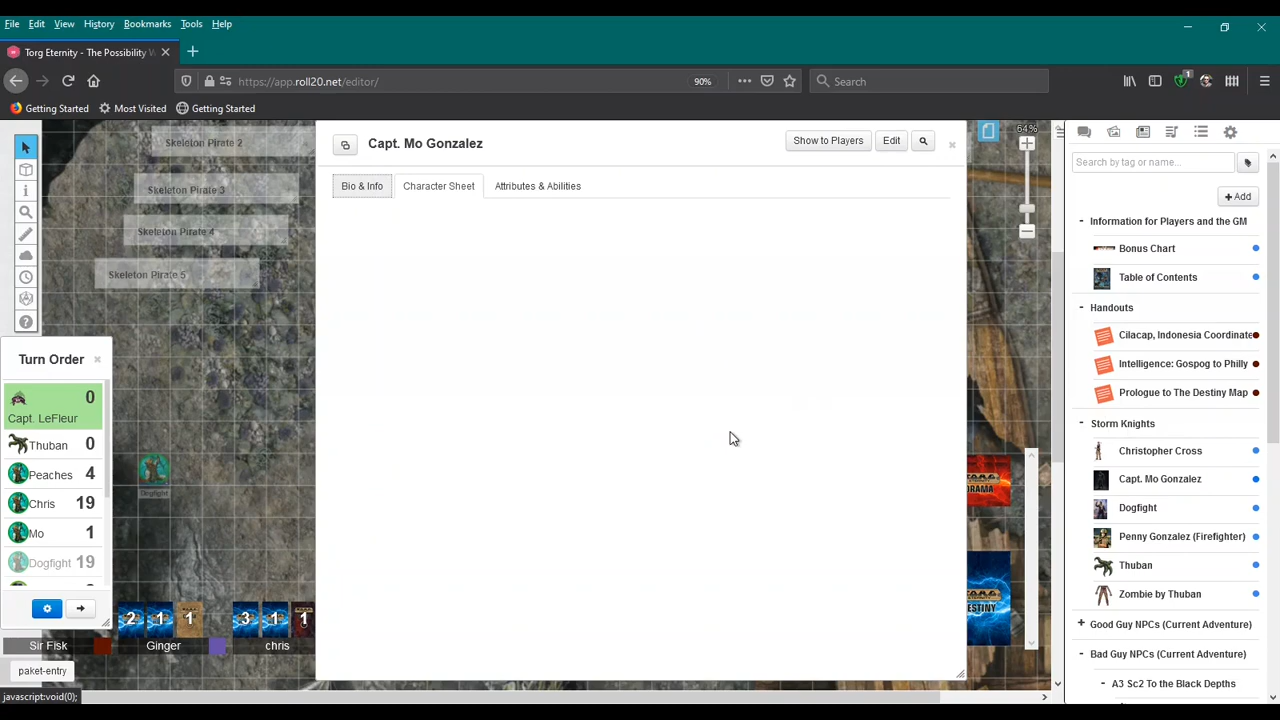 File Edit View History Bookmarks Tools Help
Torg Eternity - The Possibility W
https://app.roll20.net/editor/
90%
Search
1
Getting Started Most Visited Getting Started
Skeleton Pirate 2
Skeleton Pirate 3
Skeleton Pirate 4
Skeleton Pirate 5
Turn Order
Capt. LeFleur 0
Thuban 0
Peaches 4
Chris 19
Mo 1
Dogfight 19
Dogfight
2 1 1
3 1 1
Sir Fisk Ginger chris
paket-entry
javascript:void(0);
Capt. Mo Gonzalez
Show to Players Edit
Bio & Info Character Sheet Attributes & Abilities
64%
DRAMA
DESTINY
Search by tag or name...
+ Add
- Information for Players and the GM
Bonus Chart
Table of Contents
- Handouts
Cilacap, Indonesia Coordinate
Intelligence: Gospog to Philly
Prologue to The Destiny Map
- Storm Knights
Christopher Cross
Capt. Mo Gonzalez
Dogfight
Penny Gonzalez (Firefighter)
Thuban
Zombie by Thuban
+ Good Guy NPCs (Current Adventure)
- Bad Guy NPCs (Current Adventure)
- A3 Sc2 To the Black Depths